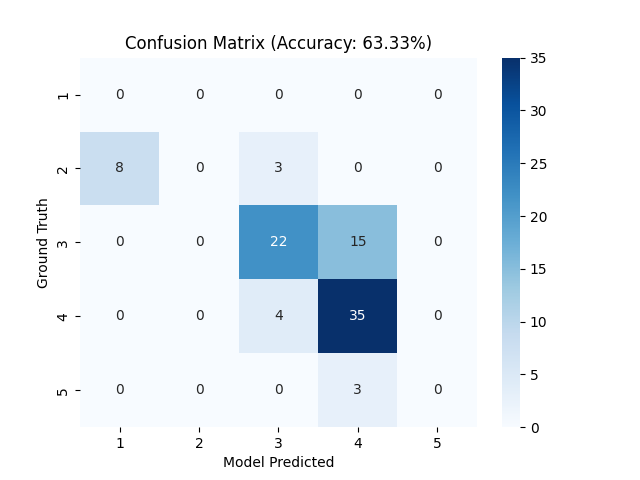 Confusion Matrix (Accuracy: 63.33%)
1 0 0 0 0 0
2 8 0 3 0 0
3 0 0 22 15 0
4 0 0 4 35 0
5 0 0 0 3 0
1 2 3 4 5
Model Predicted
Ground Truth
35
30
25
20
15
10
5
0